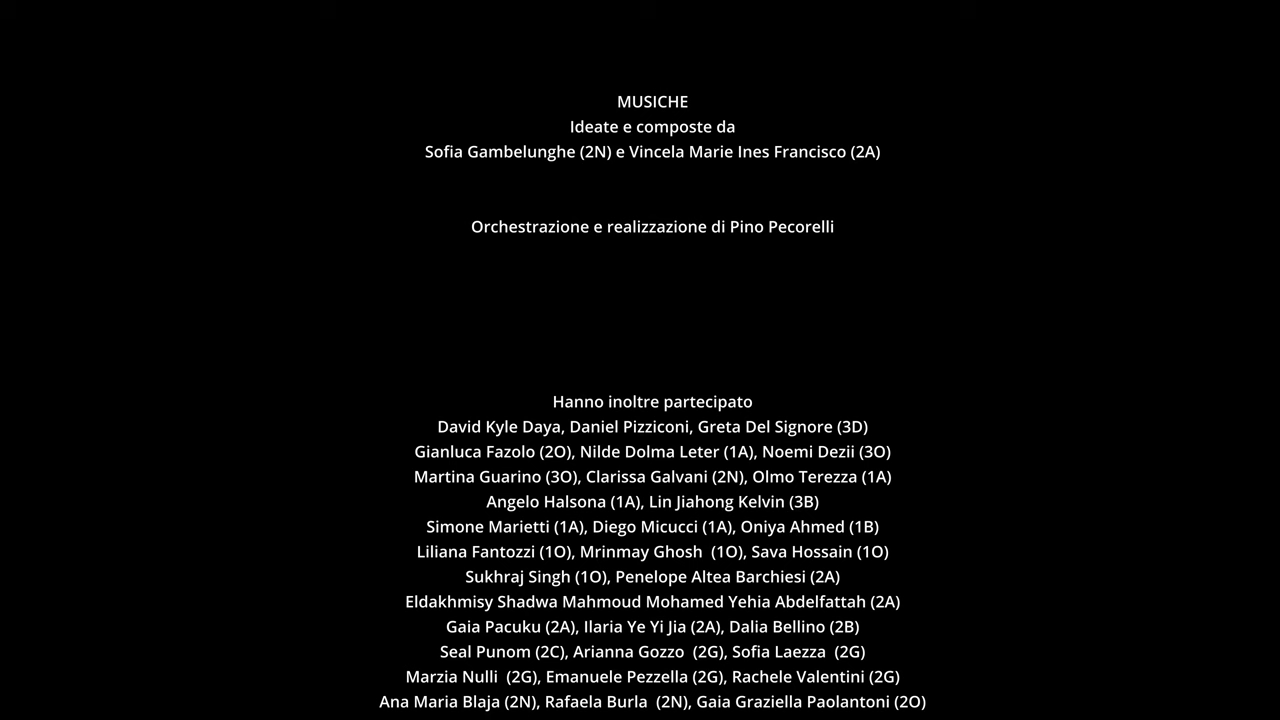 MUSICHE
Ideate e composte da
Sofia Gambelunghe (2N) e Vincela Marie Ines Francisco (2A)
Orchestrazione e realizzazione di Pino Pecorelli
Hanno inoltre partecipato
David Kyle Daya, Daniel Pizziconi, Greta Del Signore (3D)
Gianluca Fazolo (2O), Nilde Dolma Leter (1A), Noemi Dezii (3O)
Martina Guarino (3O), Clarissa Galvani (2N), Olmo Terezza (1A)
Angelo Halsona (1A), Lin Jiahong Kelvin (3B)
Simone Marietti (1A), Diego Micucci (1A), Oniya Ahmed (1B)
Liliana Fantozzi (1O), Mrinmay Ghosh  (1O), Sava Hossain (1O)
Sukhraj Singh (1O), Penelope Altea Barchiesi (2A)
Eldakhmisy Shadwa Mahmoud Mohamed Yehia Abdelfattah (2A)
Gaia Pacuku (2A), Ilaria Ye Yi Jia (2A), Dalia Bellino (2B)
Seal Punom (2C), Arianna Gozzo  (2G), Sofia Laezza  (2G)
Marzia Nulli  (2G), Emanuele Pezzella (2G), Rachele Valentini (2G)
Ana Maria Blaja (2N), Rafaela Burla  (2N), Gaia Graziella Paolantoni (2O)